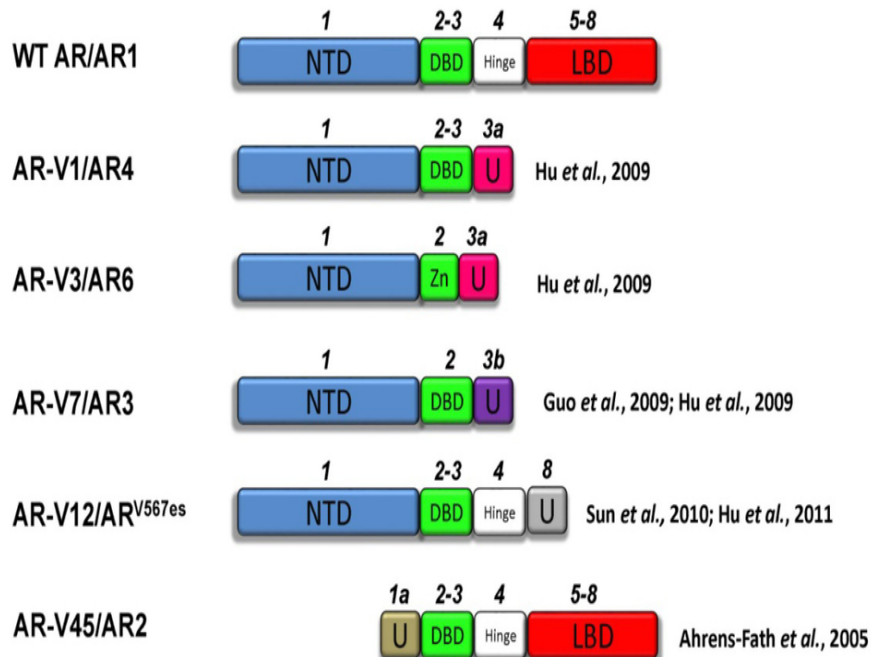 1 2-3 4 5-8
WT AR/AR1 NTD DBD Hinge LBD
1 2-3 3a
AR-V1/AR4 NTD DBD U Hu et al., 2009
1 2 3a
AR-V3/AR6 NTD Zn U Hu et al., 2009
1 2 3b
AR-V7/AR3 NTD DBD U Guo et al., 2009; Hu et al., 2009
1 2-3 4 8
AR-V12/ARV567es NTD DBD Hinge U Sun et al., 2010; Hu et al., 2011
1a 2-3 4 5-8
AR-V45/AR2 U DBD Hinge LBD Ahrens-Fath et al., 2005